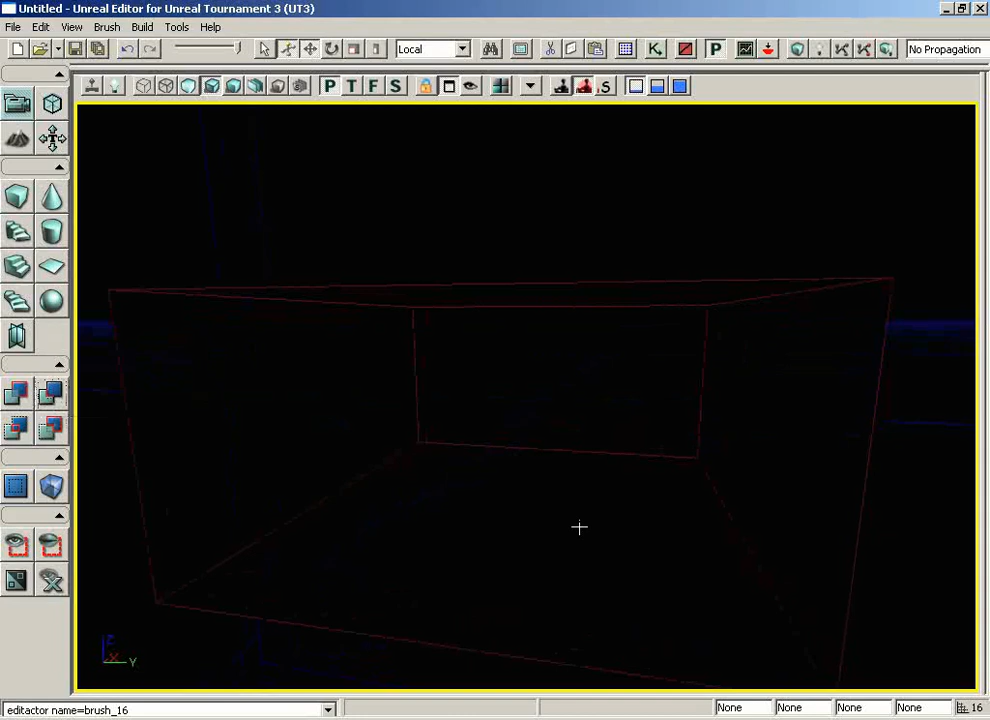 Untitled - Unreal Editor for Unreal Tournament 3 (UT3)
File Edit View Brush Build Tools Help
Local
P
No Propagation
P T F S
S
Z
X Y
editactor name=brush_16
None None None None 16